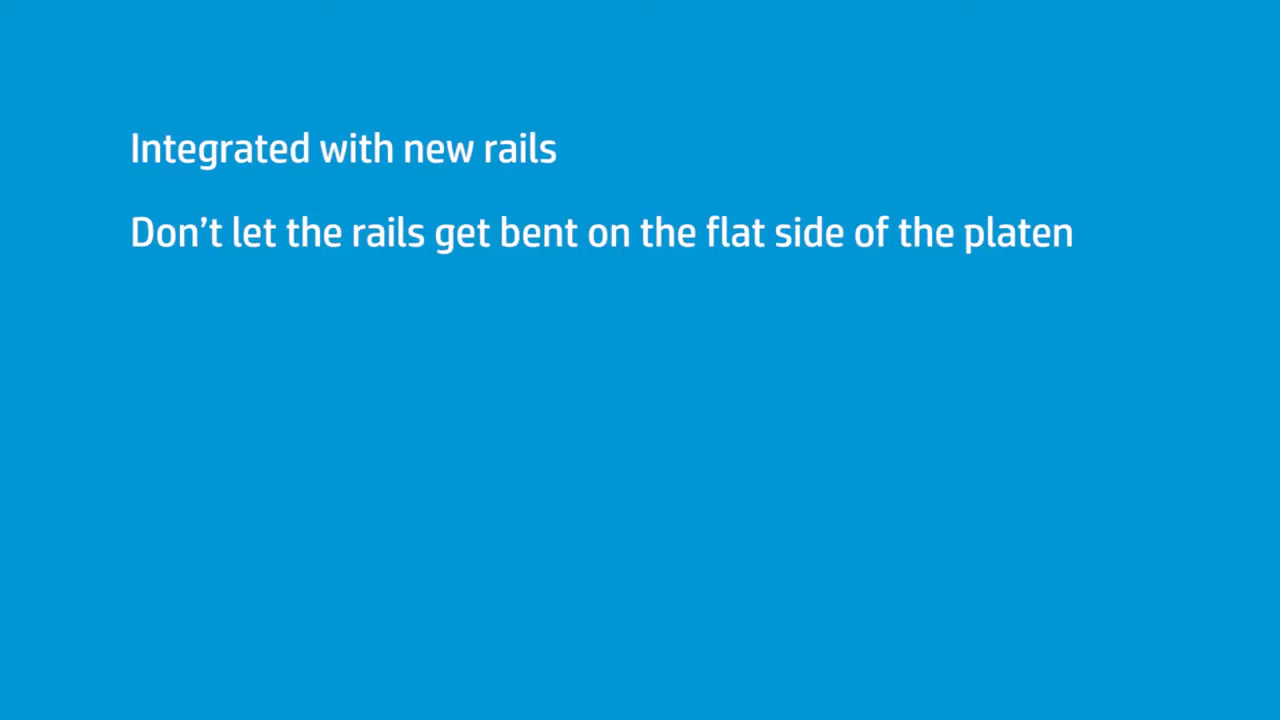 Integrated with new rails
Don’t let the rails get bent on the flat side of the platen